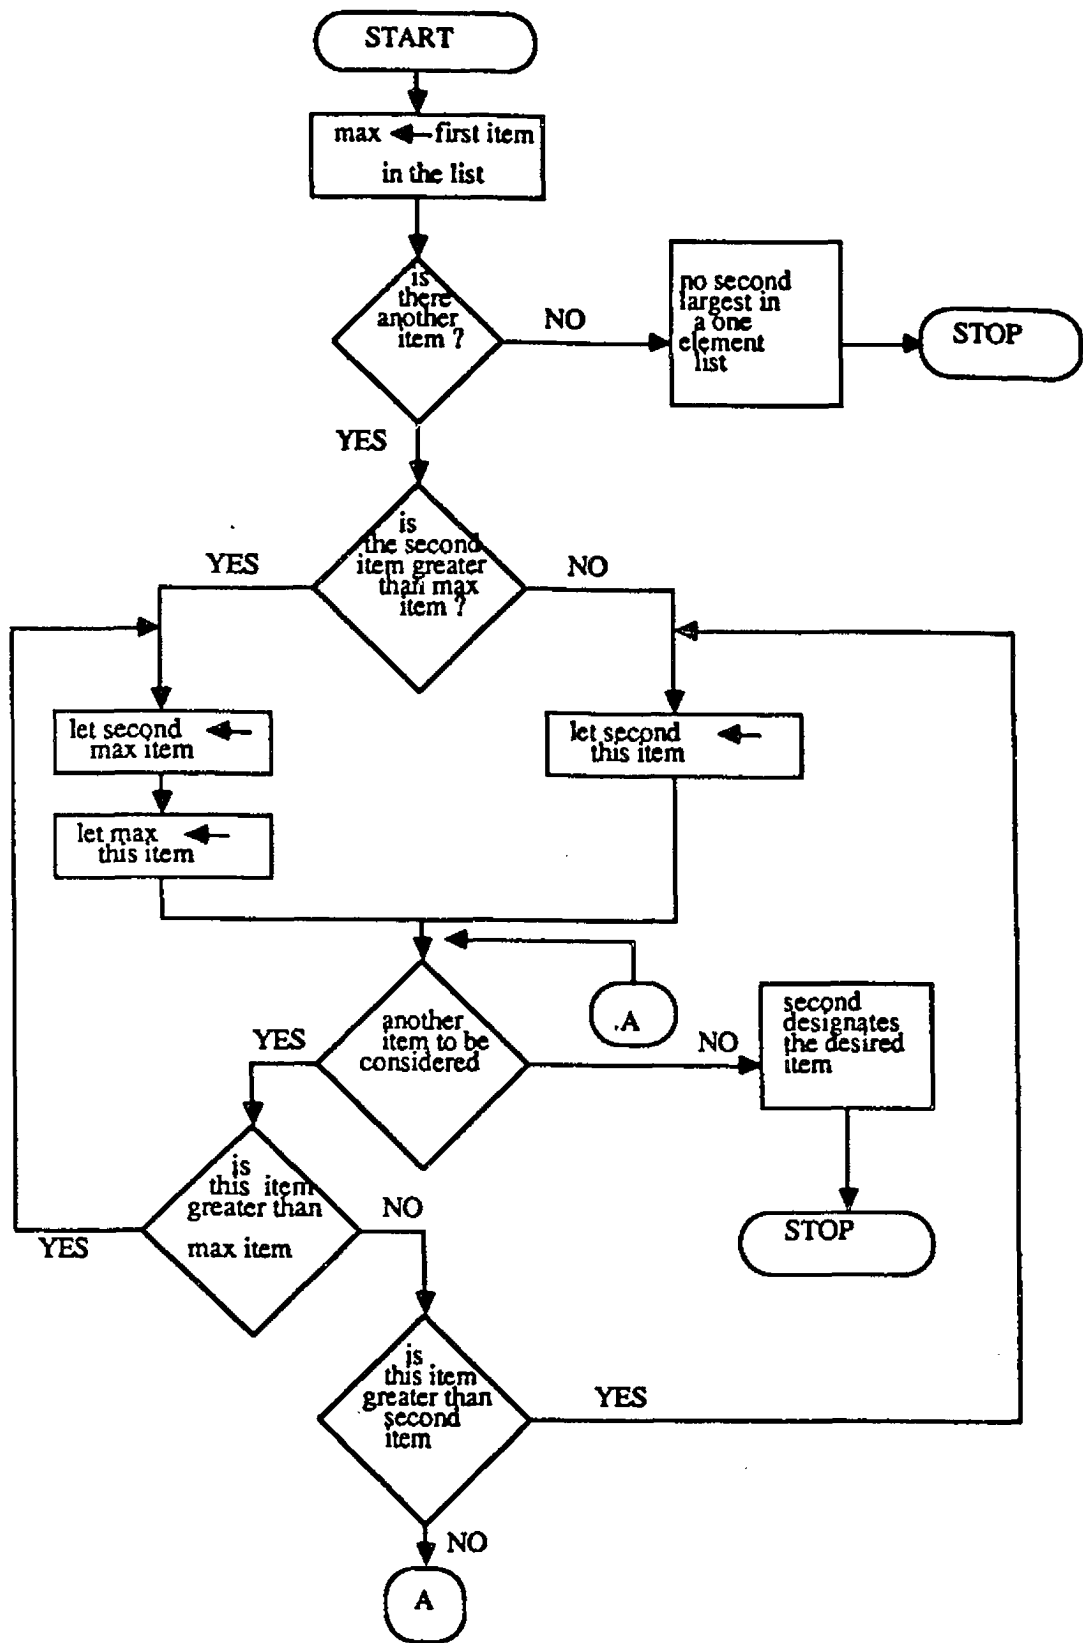 START
max ← first item
in the list
is
there
another
item ?
NO
no second
largest in
a one
element
list
STOP
YES
is
the second
item greater
than max
item ?
YES
NO
let second ←
max item
let second ←
this item
let max ←
this item
A
another
item to be
considered
YES
NO
second
designates
the desired
item
is
this item
greater than
max item
YES
NO
STOP
is
this item
greater than
second
item
YES
NO
A